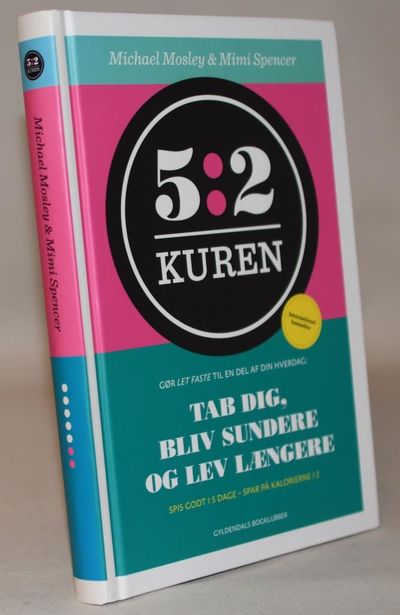 5:2
KUREN
Michael Mosley & Mimi Spencer
Michael Mosley & Mimi Spencer
5:2
KUREN
International
bestseller
GØR LET FASTE TIL EN DEL AF DIN HVERDAG:
TAB DIG,
BLIV SUNDERE
OG LEV LÆNGERE
SPIS GODT I 5 DAGE – SPAR PÅ KALORIERNE I 2
GYLDENDALS BOGKLUBBER